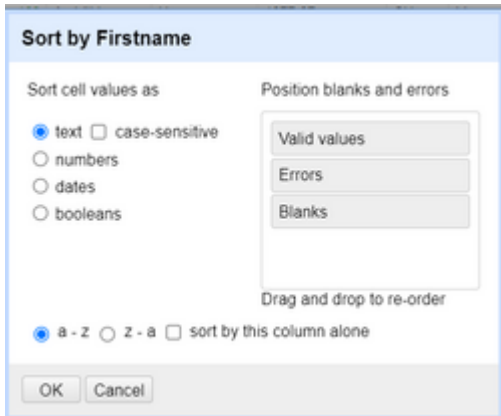 Sort by Firstname
Sort cell values as
text case-sensitive
numbers
dates
booleans
Position blanks and errors
Valid values
Errors
Blanks
Drag and drop to re-order
a - z z - a sort by this column alone
OK Cancel